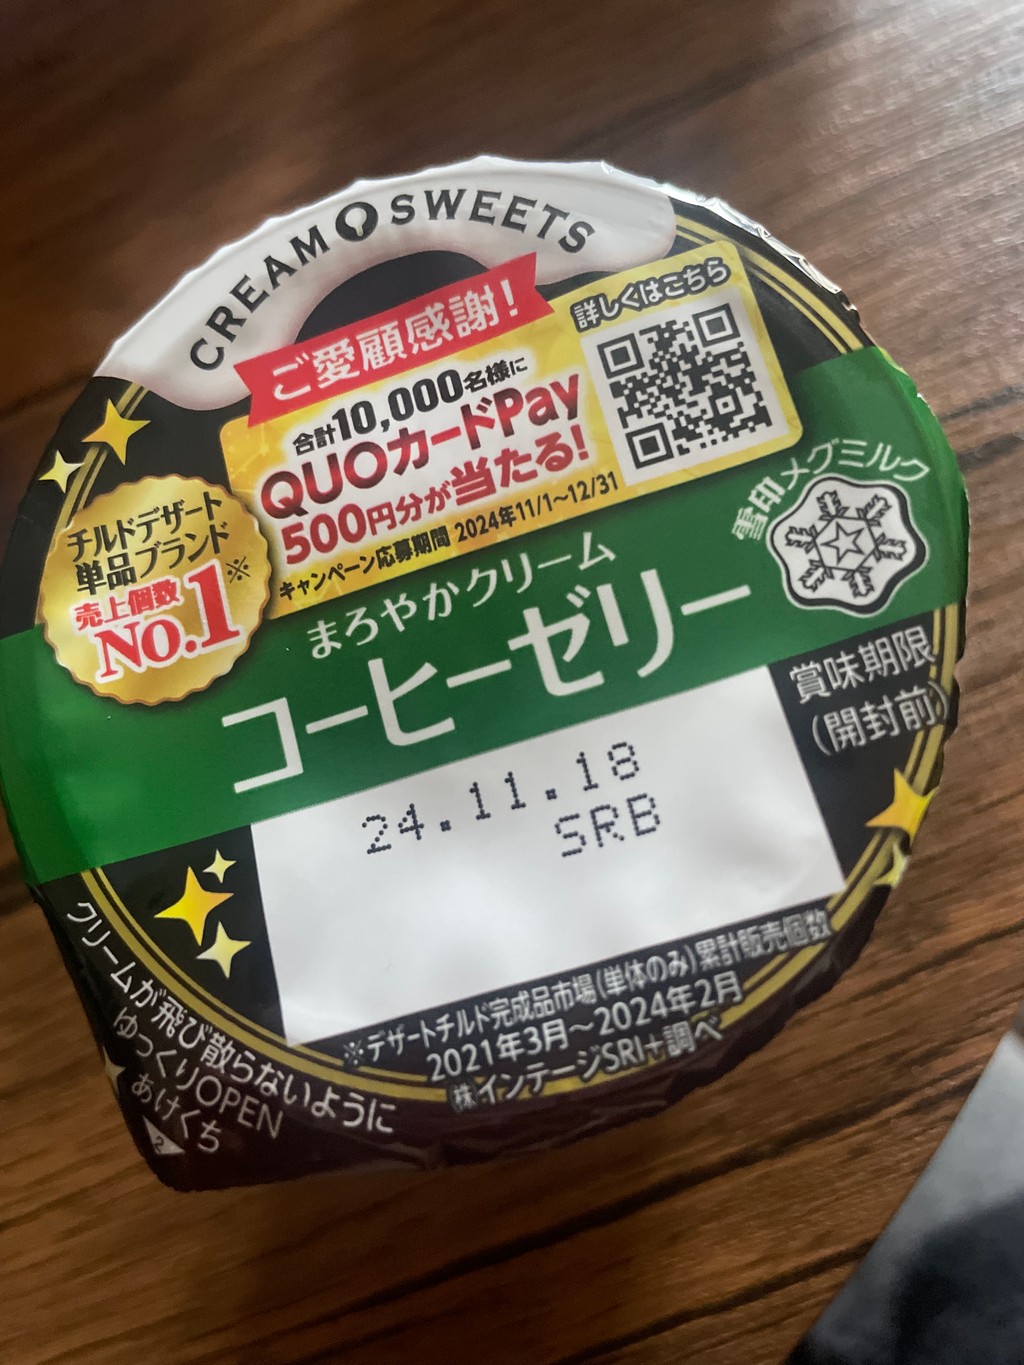 CREAM SWEETS
ご愛顧感謝!
合計10,000名様に
QUOカードPay
500円分が当たる!
キャンペーン応募期間 2024年11/1～12/31
詳しくはこちら
チルドデザート
単品ブランド※
売上個数
No.1
雪印メグミルク
まろやかクリーム
コーヒーゼリー
賞味期限
(開封前)
24.11.18
SRB
※デザートチルド完成品市場(単体のみ)累計販売個数
2021年3月～2024年2月
㈱インテージSRI+調べ
クリームが飛び散らないように
ゆっくりOPEN
あけくち
2